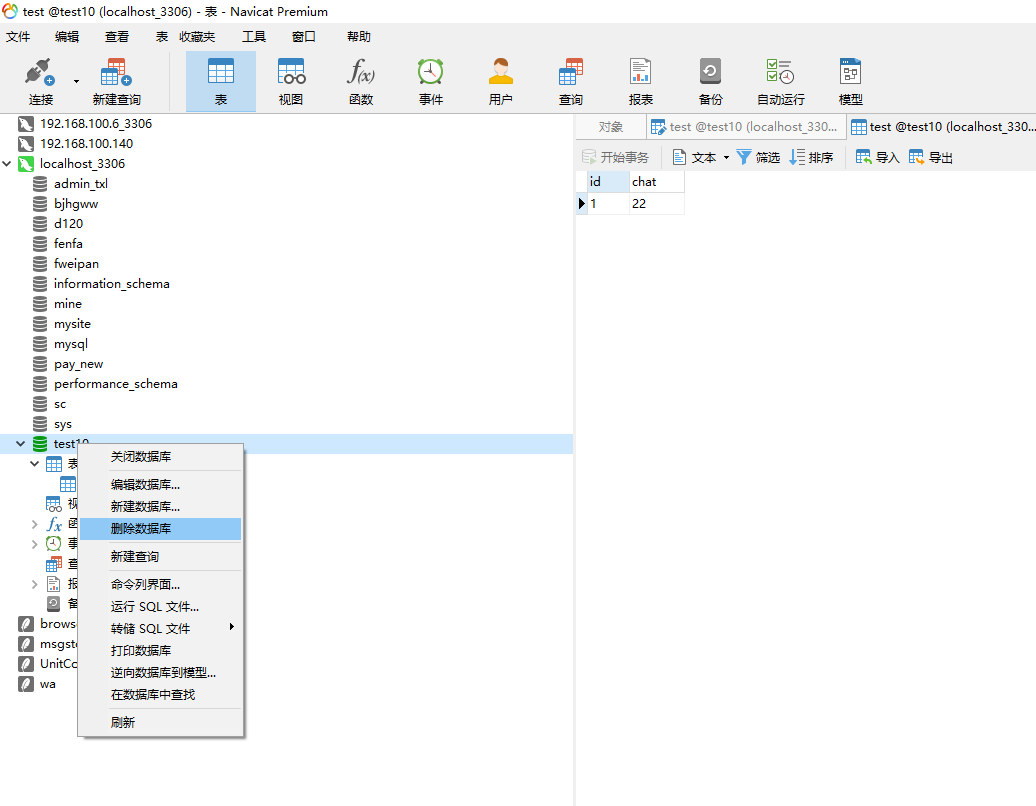 test @test10 (localhost_3306) - 表 - Navicat Premium
文件 编辑 查看 表 收藏夹 工具 窗口 帮助
连接 新建查询 表 视图 函数 事件 用户 查询 报表 备份 自动运行 模型
192.168.100.6_3306
192.168.100.140
localhost_3306
admin_txl
bjhgww
d120
fenfa
fweipan
information_schema
mine
mysite
mysql
pay_new
performance_schema
sc
sys
test10
表
视
函
事
查
报
备
brows
msgst
UnitCo
wa
关闭数据库
编辑数据库...
新建数据库...
删除数据库
新建查询
命令列界面...
运行 SQL 文件...
转储 SQL 文件
打印数据库
逆向数据库到模型...
在数据库中查找
刷新
对象 test @test10 (localhost_330... test @test10 (localhost_330...
开始事务 文本 筛选 排序 导入 导出
id chat
1 22